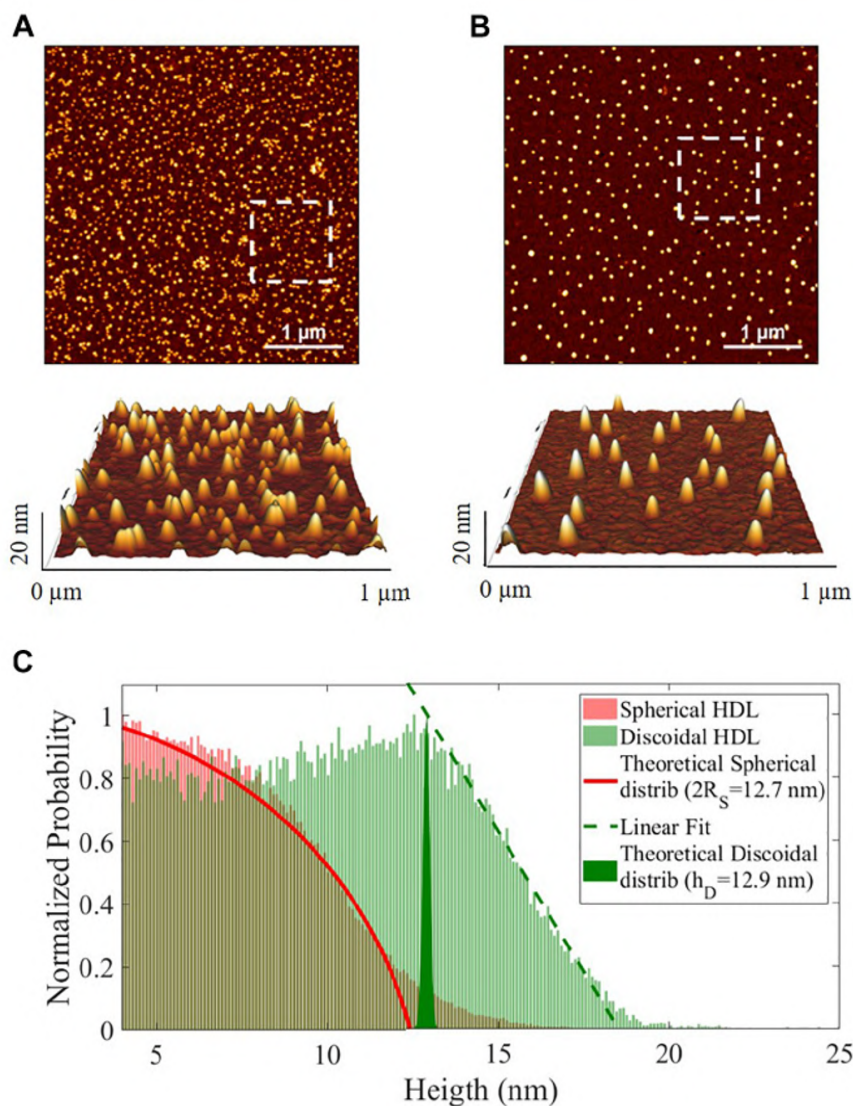 A
B
1 μm
1 μm
20 nm
0 μm
1 μm
20 nm
0 μm
1 μm
C
Normalized Probability
1
0.8
0.6
0.4
0.2
0
5
10
15
20
25
Heigth (nm)
Spherical HDL
Discoidal HDL
Theoretical Spherical
distrib (2R_S=12.7 nm)
Linear Fit
Theoretical Discoidal
distrib (h_D=12.9 nm)